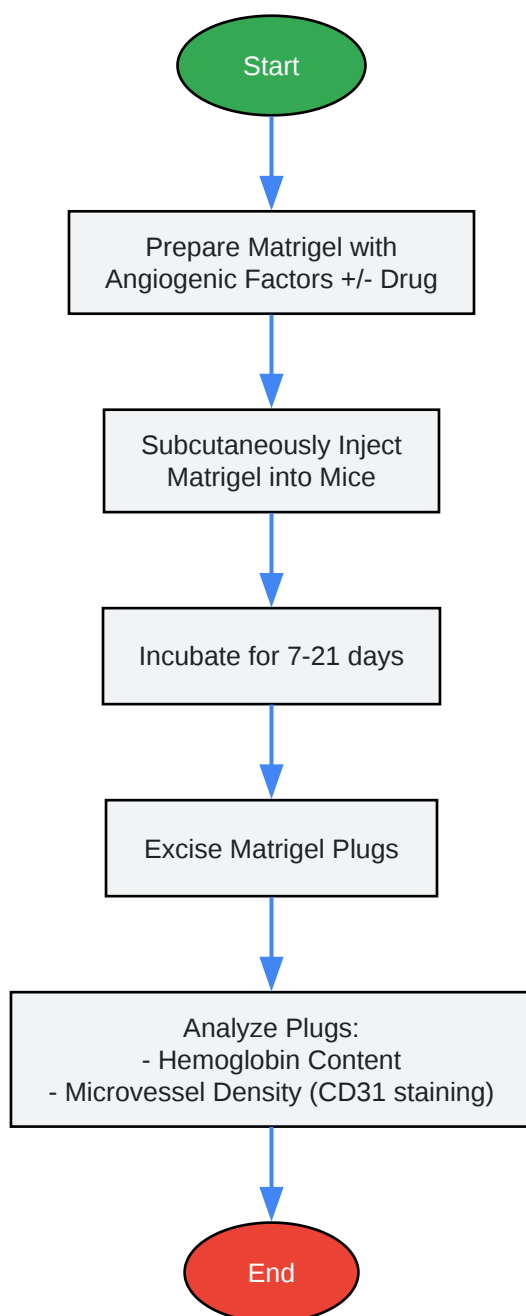 Start
Prepare Matrigel with
Angiogenic Factors +/- Drug
Subcutaneously Inject
Matrigel into Mice
Incubate for 7-21 days
Excise Matrigel Plugs
Analyze Plugs:
- Hemoglobin Content
- Microvessel Density (CD31 staining)
End